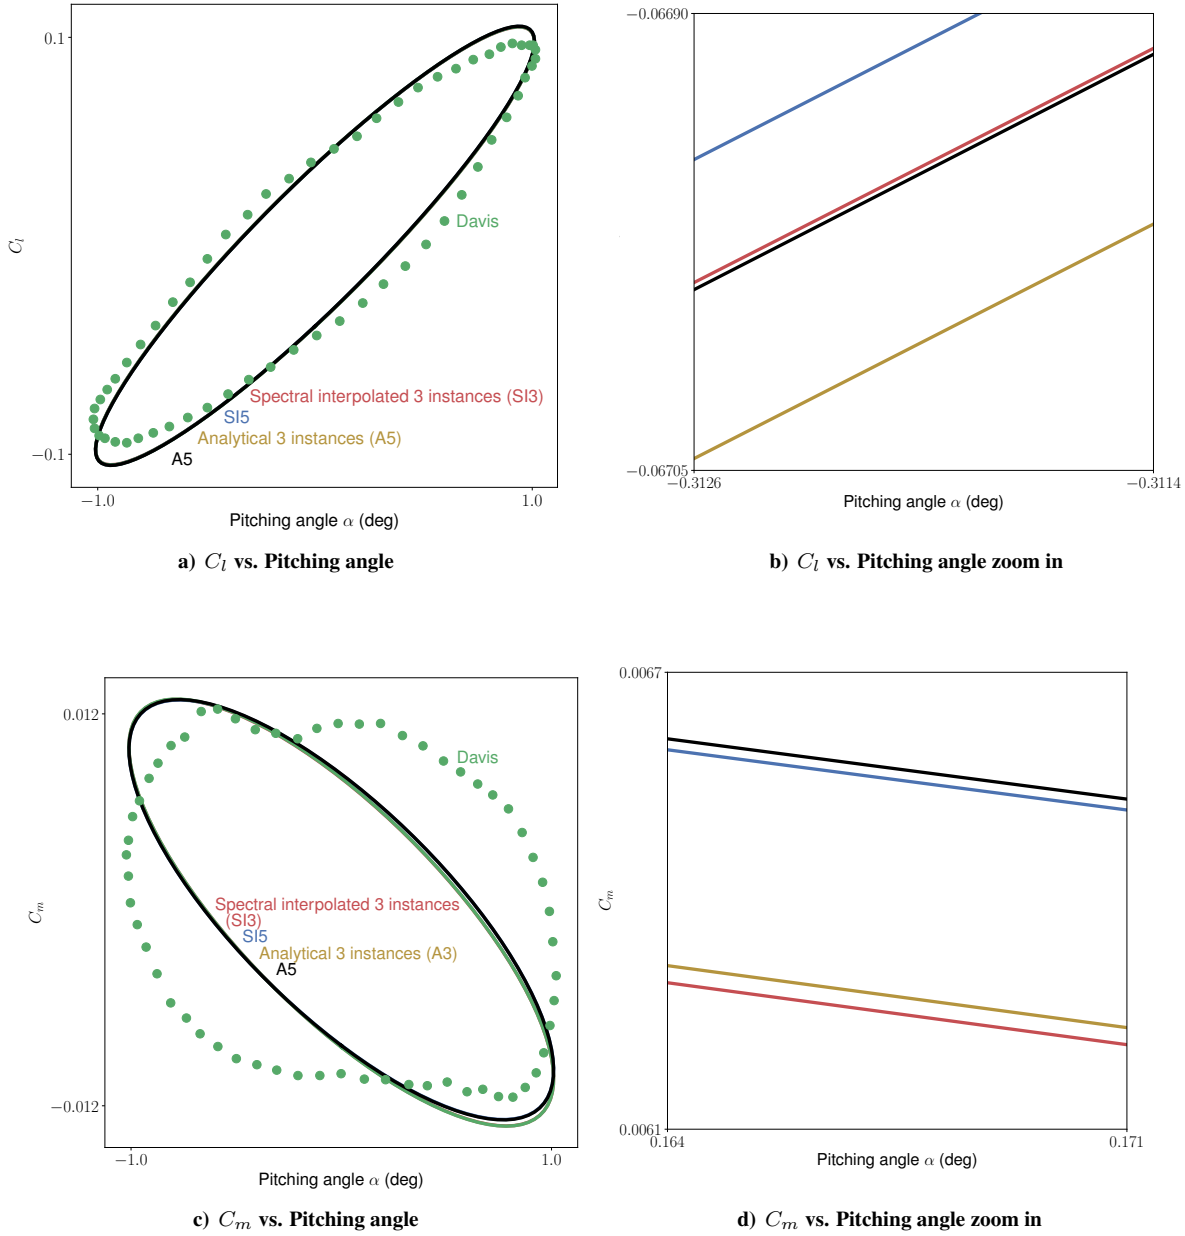 0.1
C_l
Davis
Spectral interpolated 3 instances (SI3)
SI5
Analytical 3 instances (A5)
A5
−0.1
−1.0
1.0
Pitching angle α (deg)
a) C_l vs. Pitching angle
−0.06690
−0.06705
−0.3126
−0.3114
Pitching angle α (deg)
b) C_l vs. Pitching angle zoom in
0.012
C_m
Davis
Spectral interpolated 3 instances
(SI3)
SI5
Analytical 3 instances (A3)
A5
−0.012
−1.0
1.0
Pitching angle α (deg)
c) C_m vs. Pitching angle
0.0067
C_m
0.0061
0.164
0.171
Pitching angle α (deg)
d) C_m vs. Pitching angle zoom in